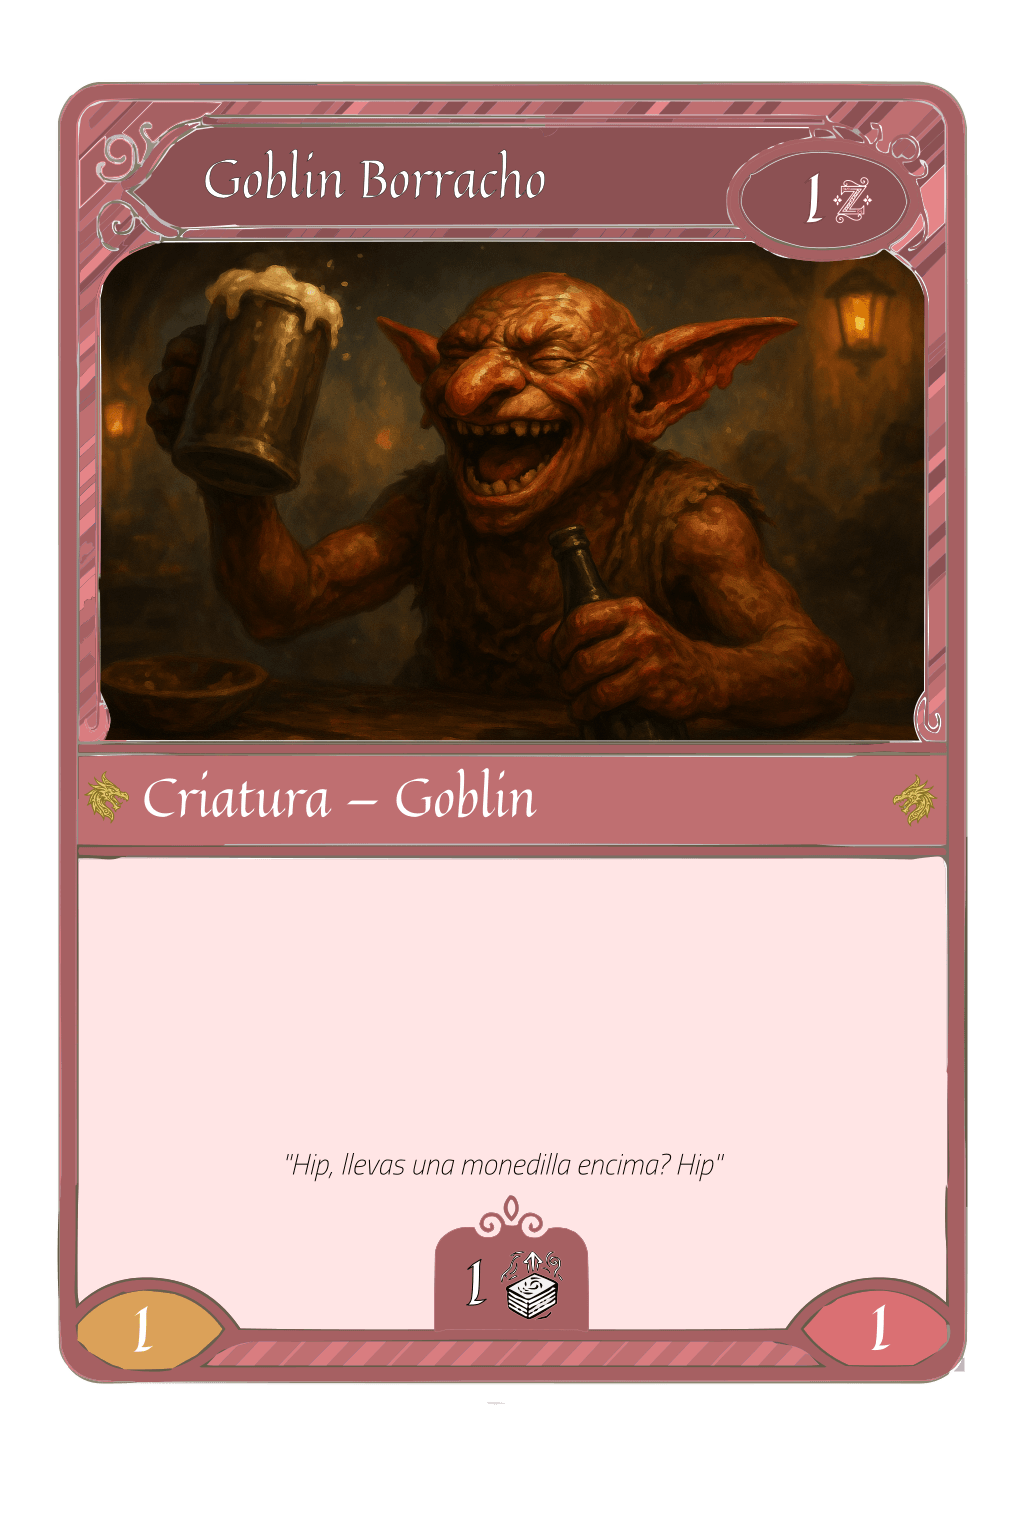 Goblin Borracho
1 Z
Criatura – Goblin
"Hip, llevas una monedilla encima? Hip"
1
1
1